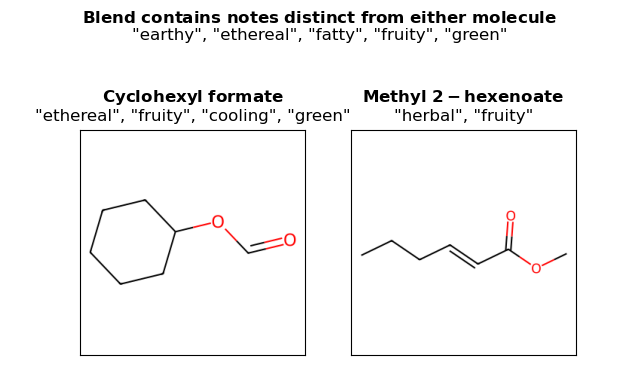 Blend contains notes distinct from either molecule
"earthy", "ethereal", "fatty", "fruity", "green"
Cyclohexyl formate
"ethereal", "fruity", "cooling", "green"
Methyl 2 − hexenoate
"herbal", "fruity"
O
O
O
O